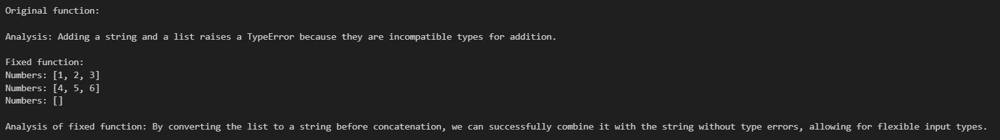 Original function:
Analysis: Adding a string and a list raises a TypeError because they are incompatible types for addition.
Fixed function:
Numbers: [1, 2, 3]
Numbers: [4, 5, 6]
Numbers: []
Analysis of fixed function: By converting the list to a string before concatenation, we can successfully combine it with the string without type errors, allowing for flexible input types.